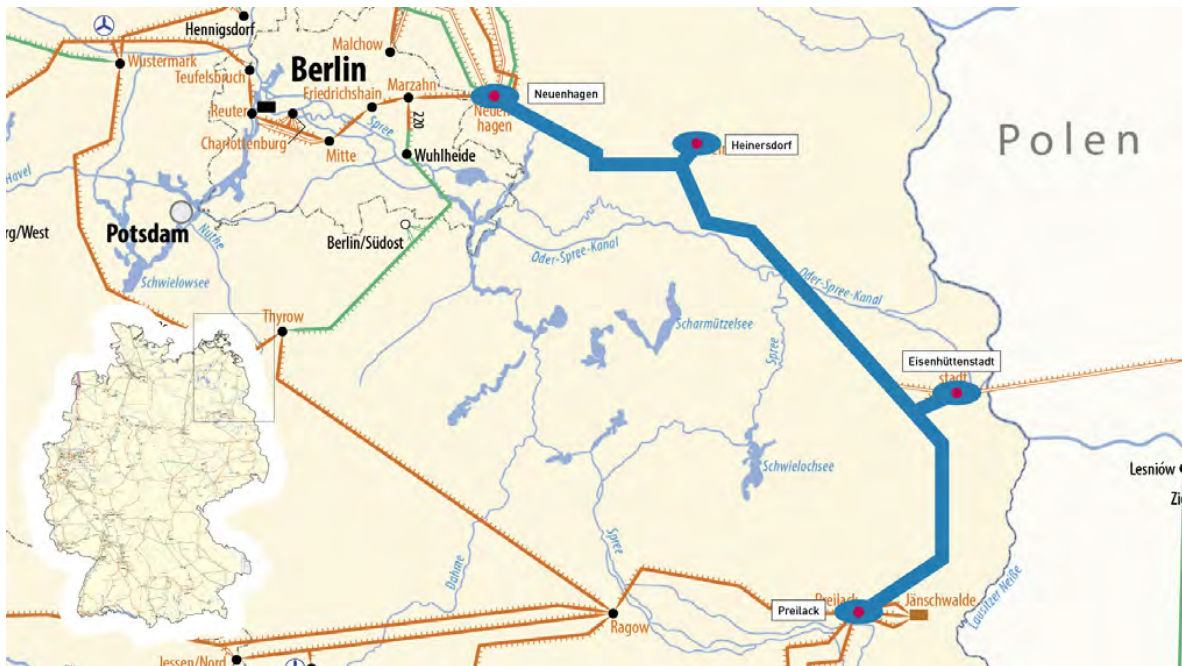 Hennigsdorf
Malchow
Wustermark
Berlin
Teufelsbruch
Friedrichshain
Marzahn
Neuenhagen
Neuen
hagen
Reuter
Spree
220
Charlottenburg
Mitte
Wuhlheide
Heinersdorf
Polen
Havel
rg/West
Potsdam
Nuthe
Berlin/Südost
Oder-Spree-Kanal
Schwielowsee
Oder-Spree-Kanal
Thyrow
Scharmützelsee
Spree
Eisenhüttenstadt
stadt
Schwielochsee
Lesniów
Dahme
Spree
Preilack
Preilack
Jänschwalde
Lausitzer Neiße
Ragow
Jessen/Nord